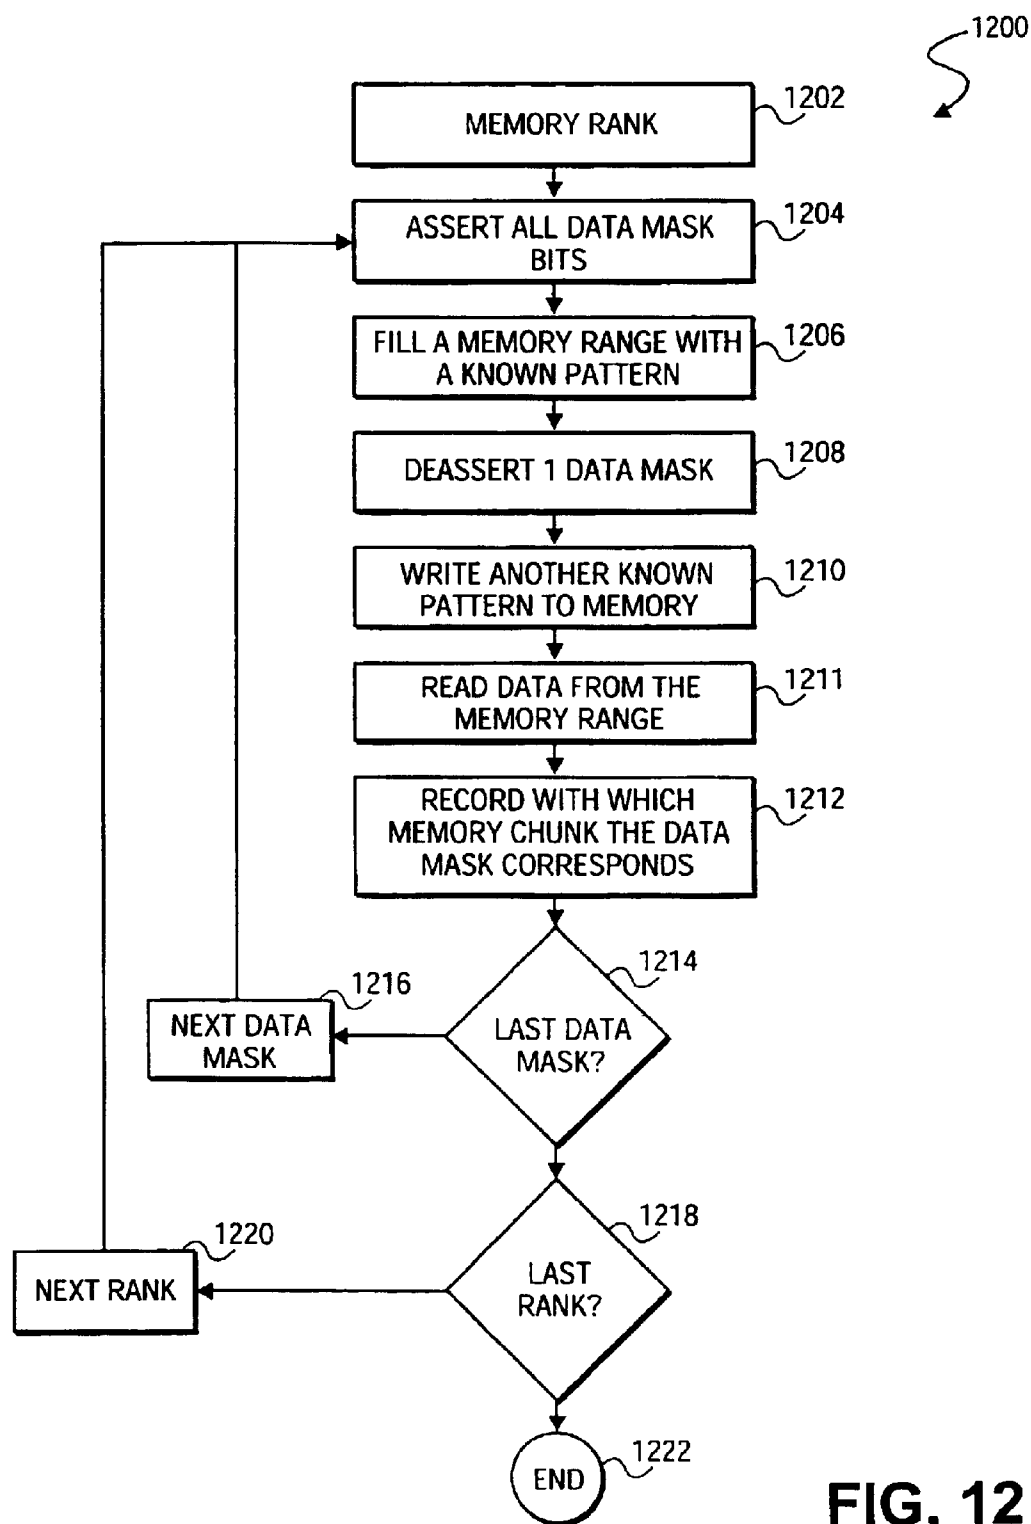 1200
MEMORY RANK
1202
ASSERT ALL DATA MASK
BITS
1204
FILL A MEMORY RANGE WITH
A KNOWN PATTERN
1206
DEASSERT 1 DATA MASK
1208
WRITE ANOTHER KNOWN
PATTERN TO MEMORY
1210
READ DATA FROM THE
MEMORY RANGE
1211
RECORD WITH WHICH
MEMORY CHUNK THE DATA
MASK CORRESPONDS
1212
LAST DATA
MASK?
1214
NEXT DATA
MASK
1216
LAST
RANK?
1218
NEXT RANK
1220
END
1222
FIG. 12